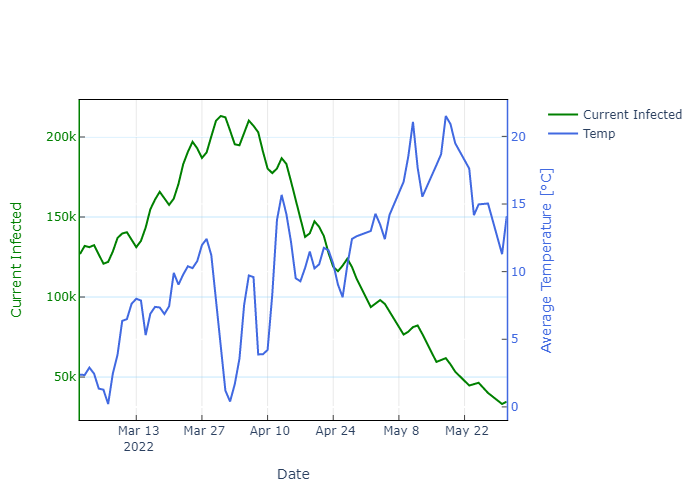 Current Infected
Temp
200k
150k
100k
50k
20
15
10
5
0
Current Infected
Average Temperature [°C]
Mar 13
2022
Mar 27
Apr 10
Apr 24
May 8
May 22
Date